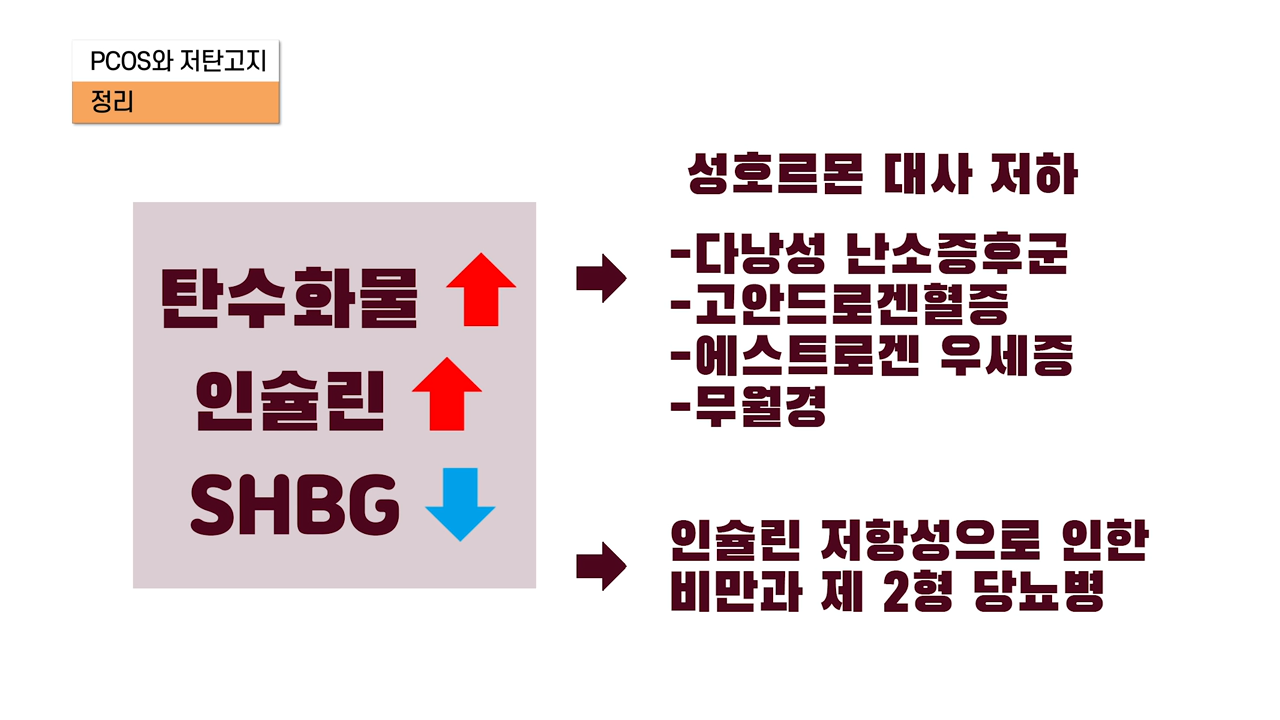 PCOS와 저탄고지
정리
탄수화물
인슐린
SHBG
성호르몬 대사 저하
-다낭성 난소증후군
-고안드로겐혈증
-에스트로겐 우세증
-무월경
인슐린 저항성으로 인한
비만과 제 2형 당뇨병